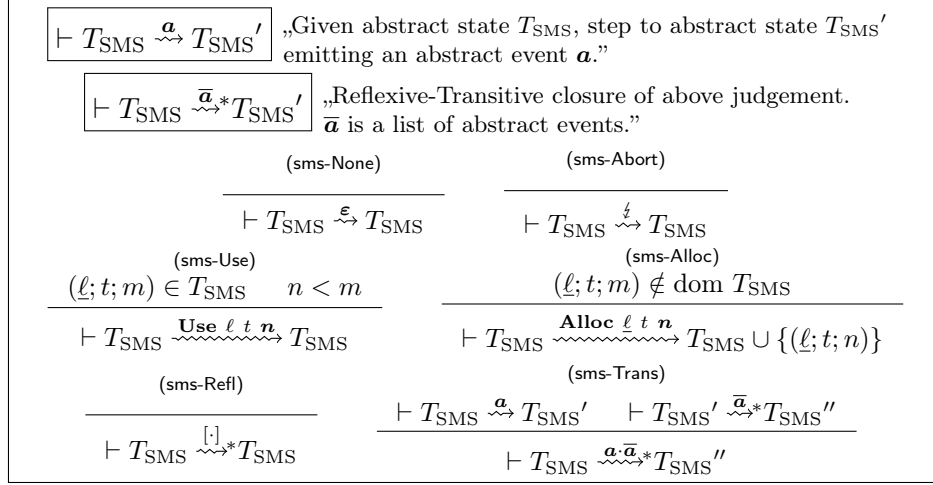 ⊢ T_SMS ⇝^a T_SMS′ „Given abstract state T_SMS, step to abstract state T_SMS′
emitting an abstract event a.”
⊢ T_SMS ⇝^a̅ * T_SMS′ „Reflexive-Transitive closure of above judgement.
a̅ is a list of abstract events.”
(sms-None)
⊢ T_SMS ⇝^ε T_SMS
(sms-Abort)
⊢ T_SMS ⇝^↯ T_SMS
(sms-Use)
(ℓ̲; t; m) ∈ T_SMS n < m
⊢ T_SMS ⇝^{Use ℓ t n} T_SMS
(sms-Alloc)
(ℓ̲; t; m) ∉ dom T_SMS
⊢ T_SMS ⇝^{Alloc ℓ̲ t n} T_SMS ∪ {(ℓ̲; t; n)}
(sms-Refl)
⊢ T_SMS ⇝^{[·]} * T_SMS
(sms-Trans)
⊢ T_SMS ⇝^a T_SMS′ ⊢ T_SMS′ ⇝^a̅ * T_SMS″
⊢ T_SMS ⇝^{a·a̅} * T_SMS″